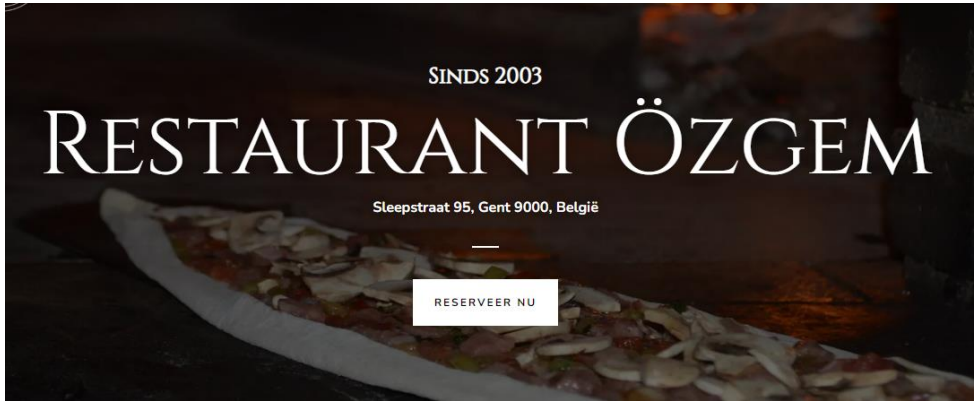 Sinds 2003
Restaurant Özgem
Sleepstraat 95, Gent 9000, België
RESERVEER NU